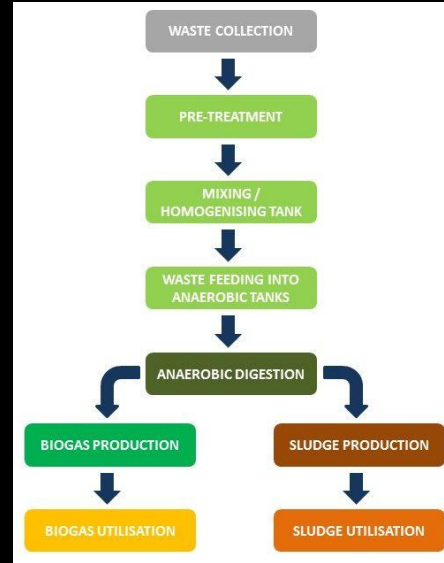 WASTE COLLECTION
PRE-TREATMENT
MIXING /
HOMOGENISING TANK
WASTE FEEDING INTO
ANAEROBIC TANKS
ANAEROBIC DIGESTION
BIOGAS PRODUCTION
SLUDGE PRODUCTION
BIOGAS UTILISATION
SLUDGE UTILISATION